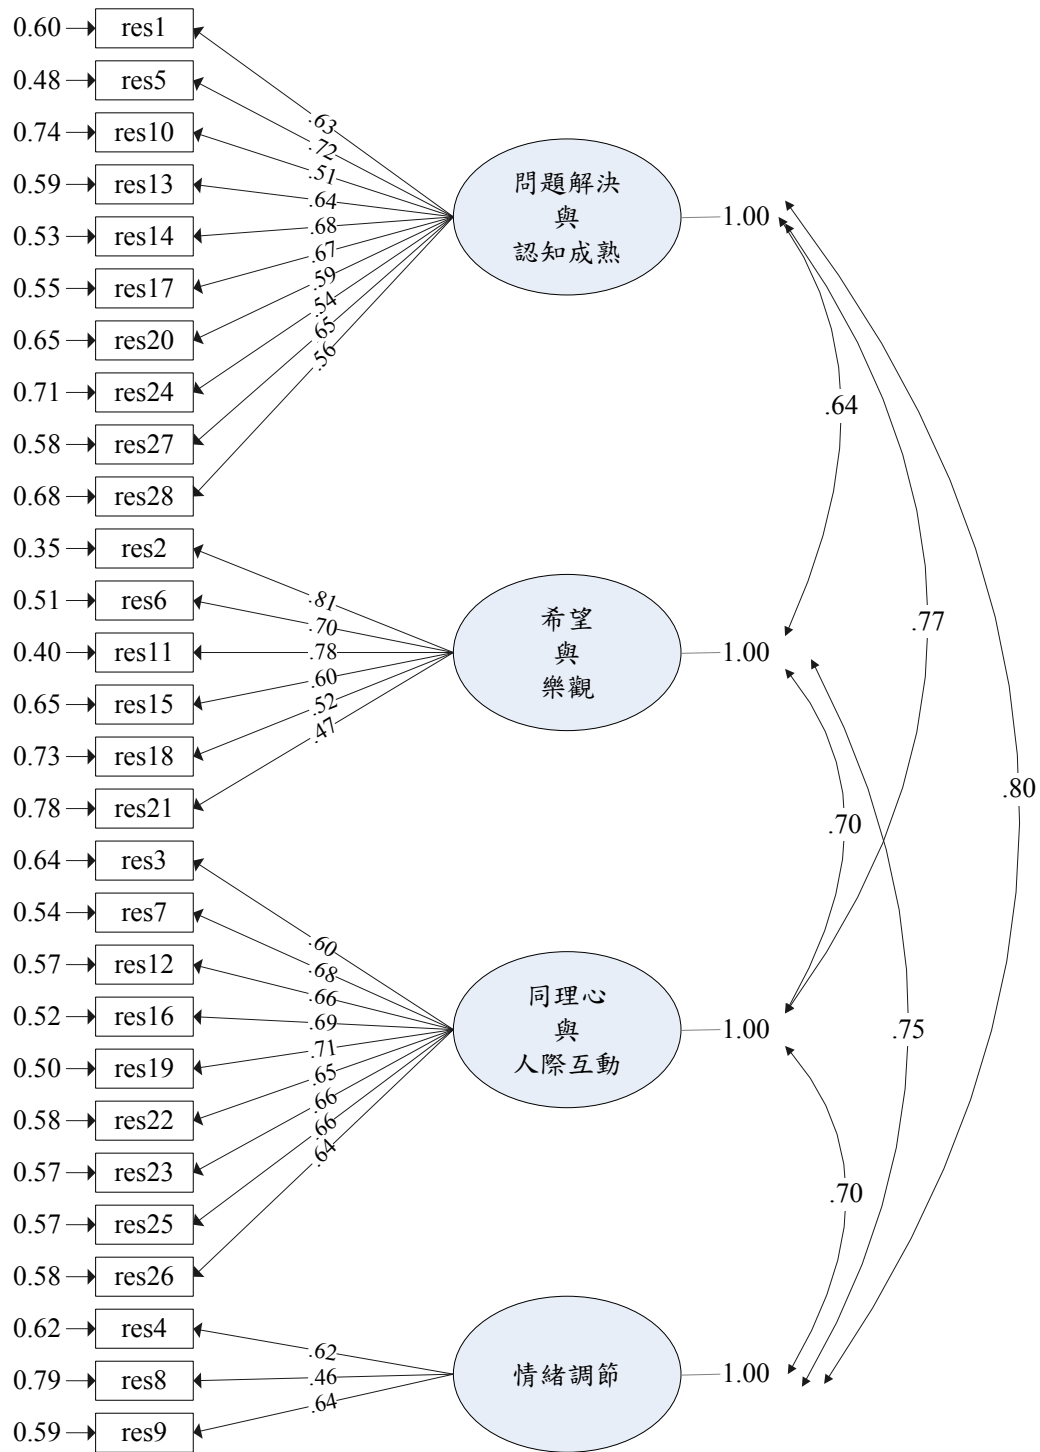 0.60 res1
0.48 res5
0.74 res10
0.59 res13
0.53 res14
0.55 res17
0.65 res20
0.71 res24
0.58 res27
0.68 res28
0.35 res2
0.51 res6
0.40 res11
0.65 res15
0.73 res18
0.78 res21
0.64 res3
0.54 res7
0.57 res12
0.52 res16
0.50 res19
0.58 res22
0.57 res23
0.57 res25
0.58 res26
0.62 res4
0.79 res8
0.59 res9
.63
.72
.51
.64
.68
.67
.59
.54
.65
.56
.81
.70
.78
.60
.52
.47
.60
.68
.66
.69
.71
.65
.66
.66
.64
.62
.46
.64
問題解決
與
認知成熟
1.00
希望
與
樂觀
1.00
同理心
與
人際互動
1.00
情緒調節
1.00
.64
.77
.80
.70
.75
.70